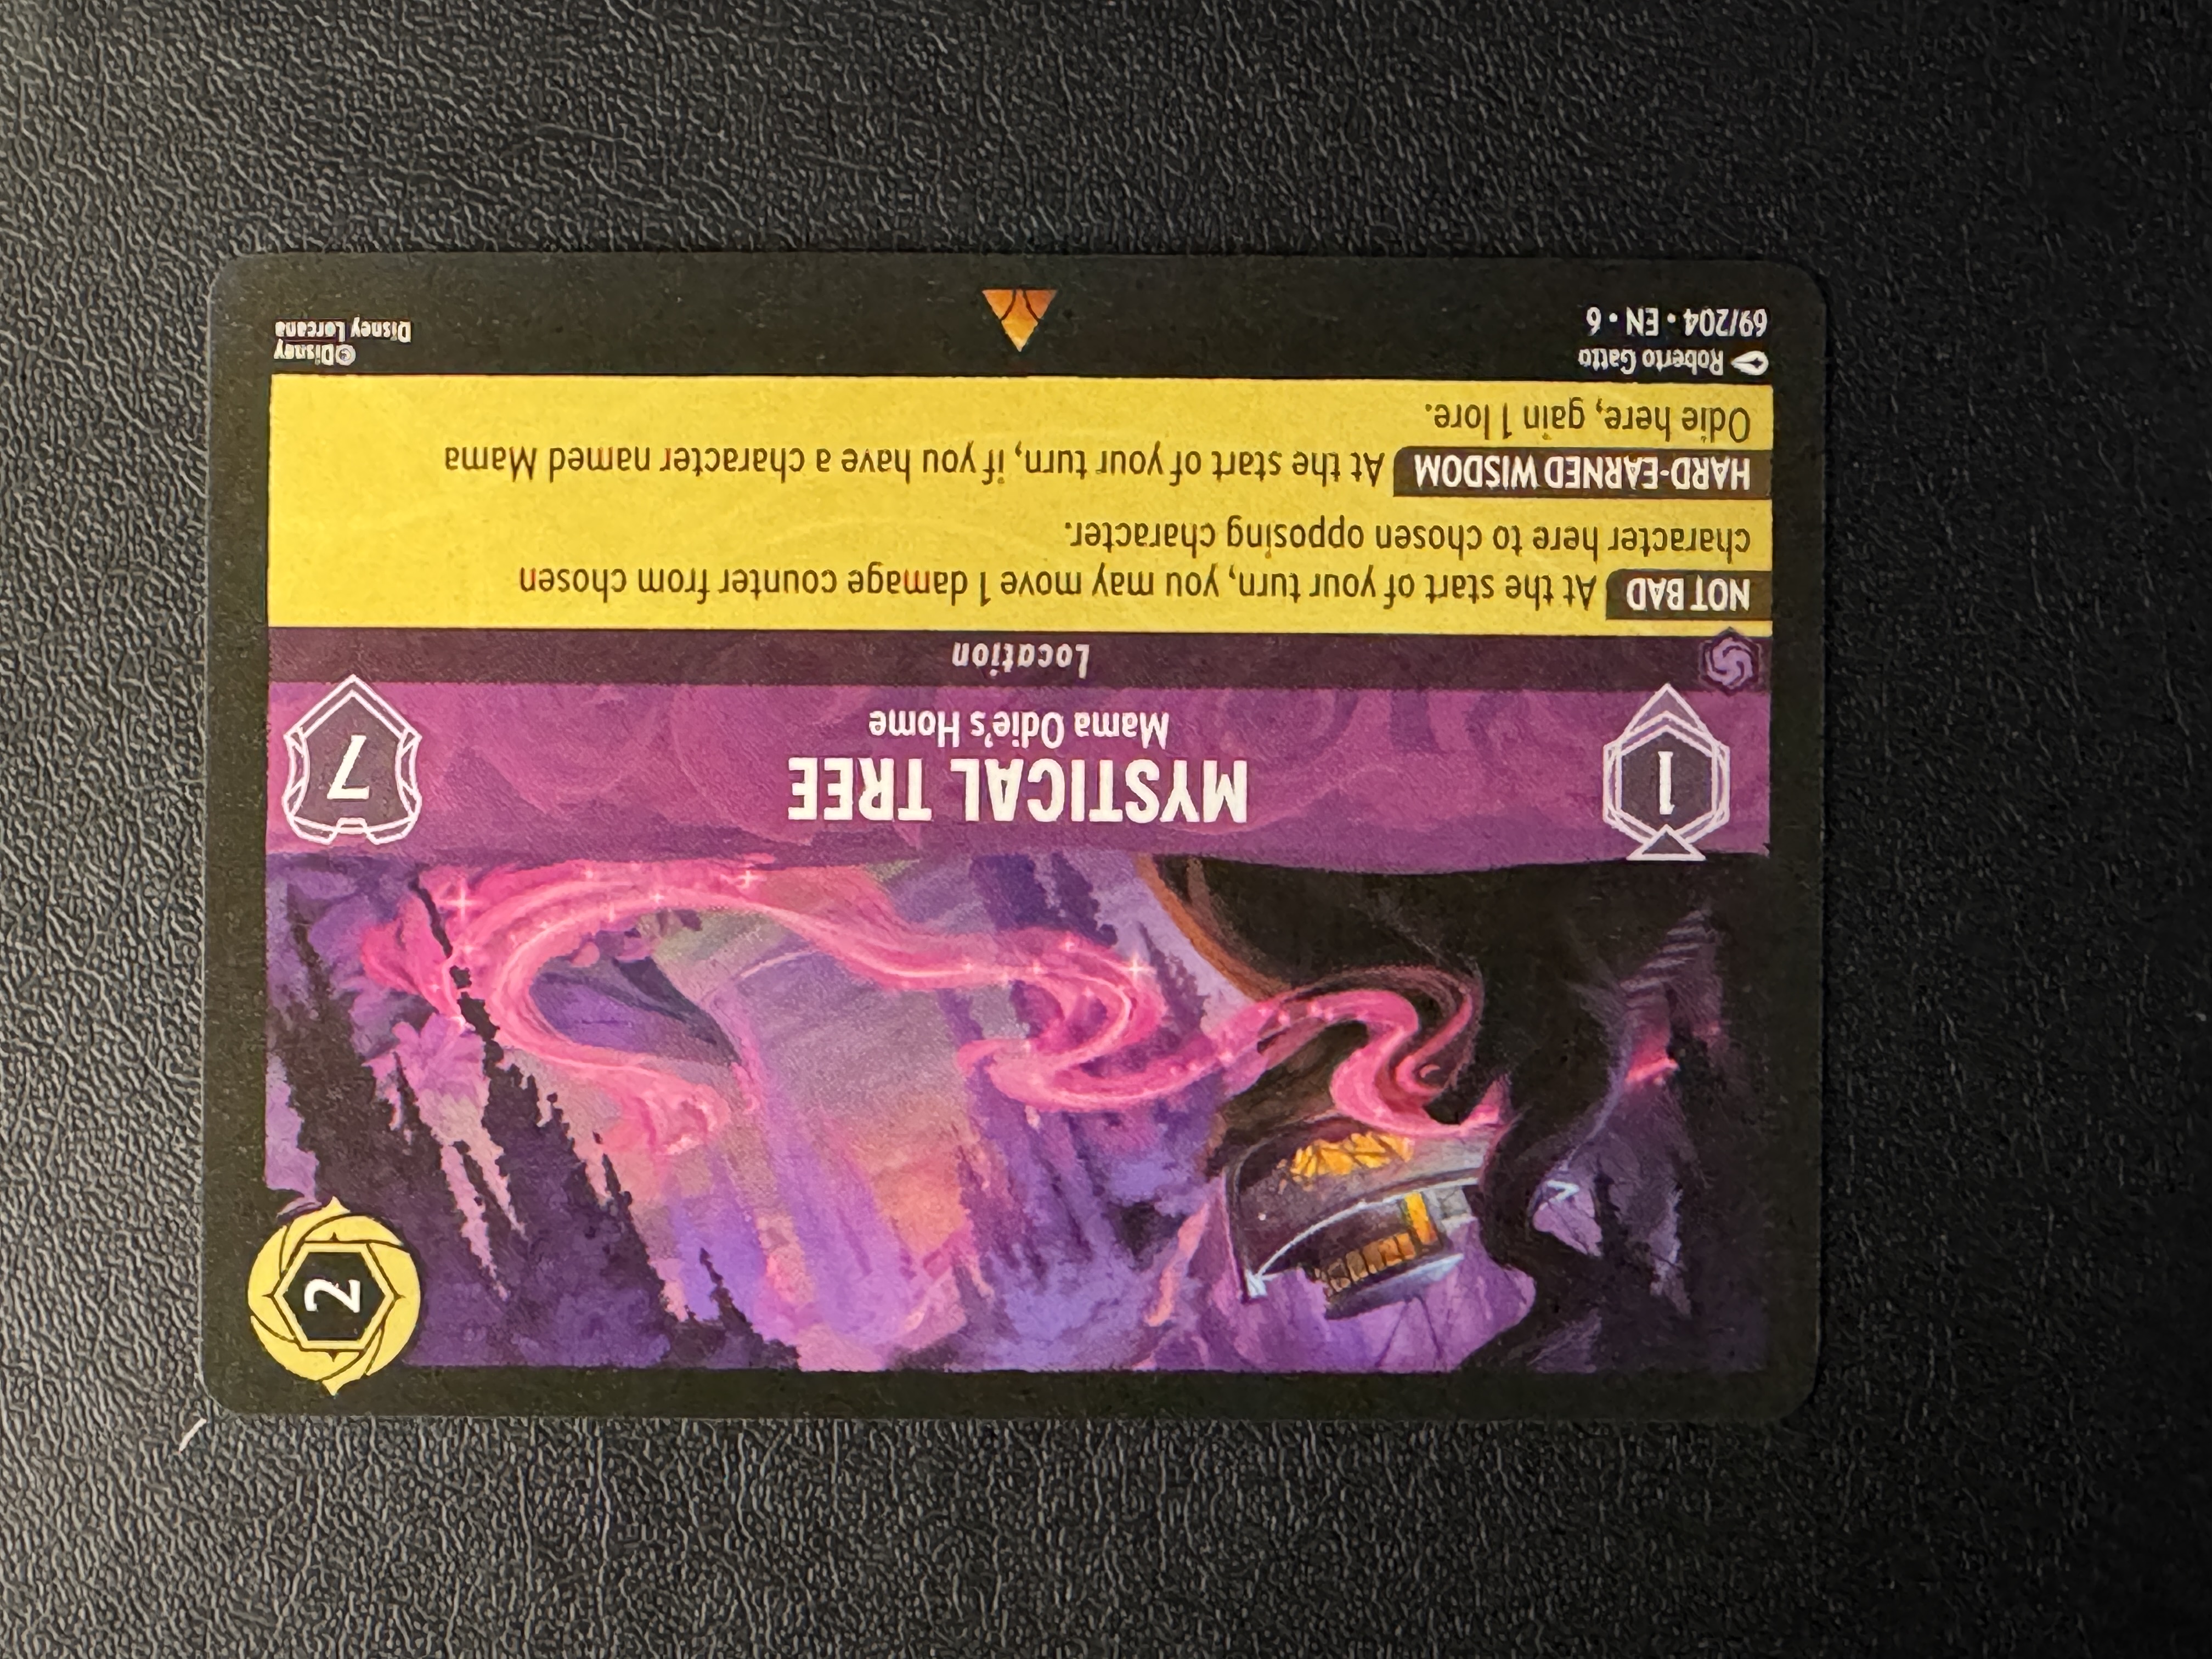 2
MYSTICAL TREE
Mama Odie's Home
1
7
Location
NOT BAD At the start of your turn, you may move 1 damage counter from chosen
character here to chosen opposing character.
HARD-EARNED WISDOM At the start of your turn, if you have a character named Mama
Odie here, gain 1 lore.
Roberto Gatto
69/204 • EN • 6
©Disney
Disney Lorcana